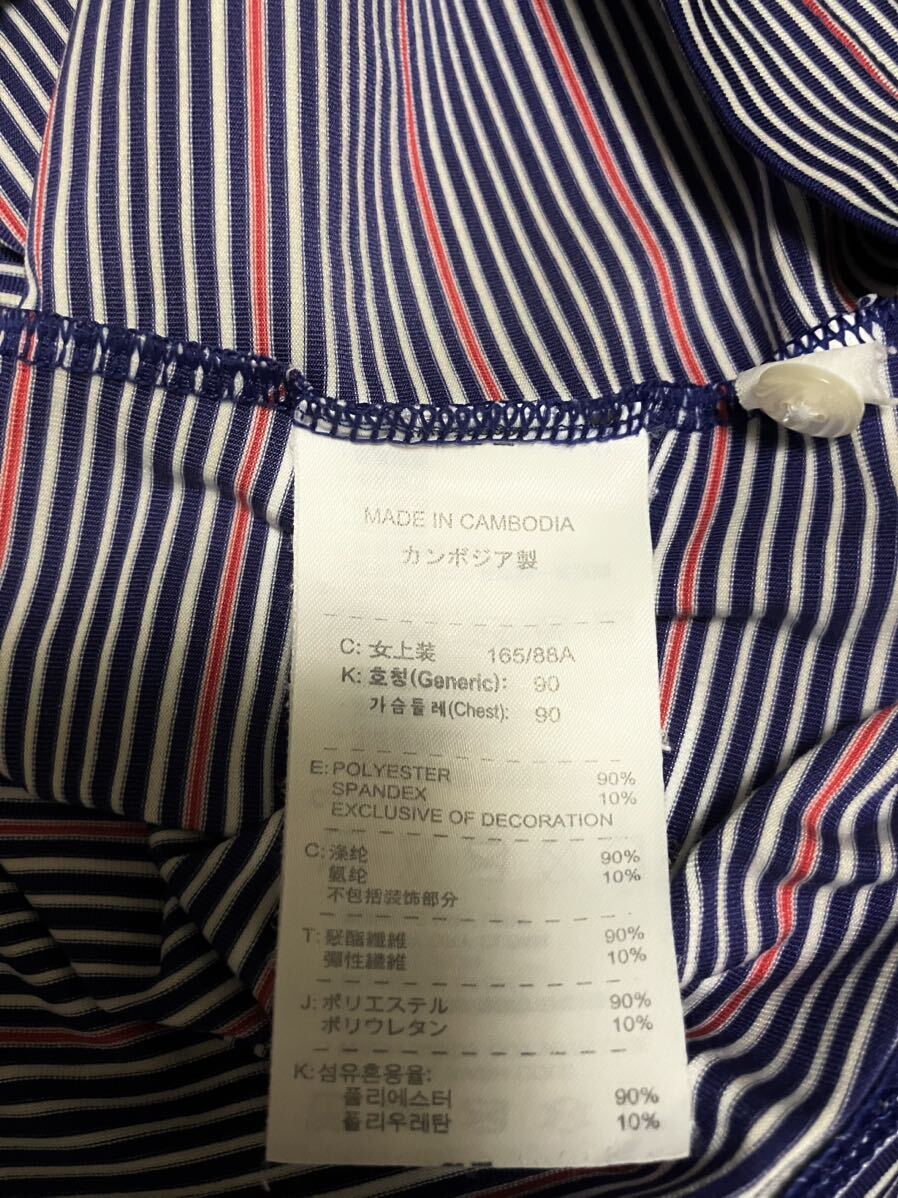 MADE IN CAMBODIA
カンボジア製
C: 女上装 165/88A
K: 호칭(Generic): 90
가슴둘레(Chest): 90
E: POLYESTER 90%
SPANDEX 10%
EXCLUSIVE OF DECORATION
C: 涤纶 90%
氨纶 10%
不包括装饰部分
T: 聚酯纖維 90%
彈性纖維 10%
J: ポリエステル 90%
ポリウレタン 10%
K: 섬유혼용율:
폴리에스터 90%
폴리우레탄 10%